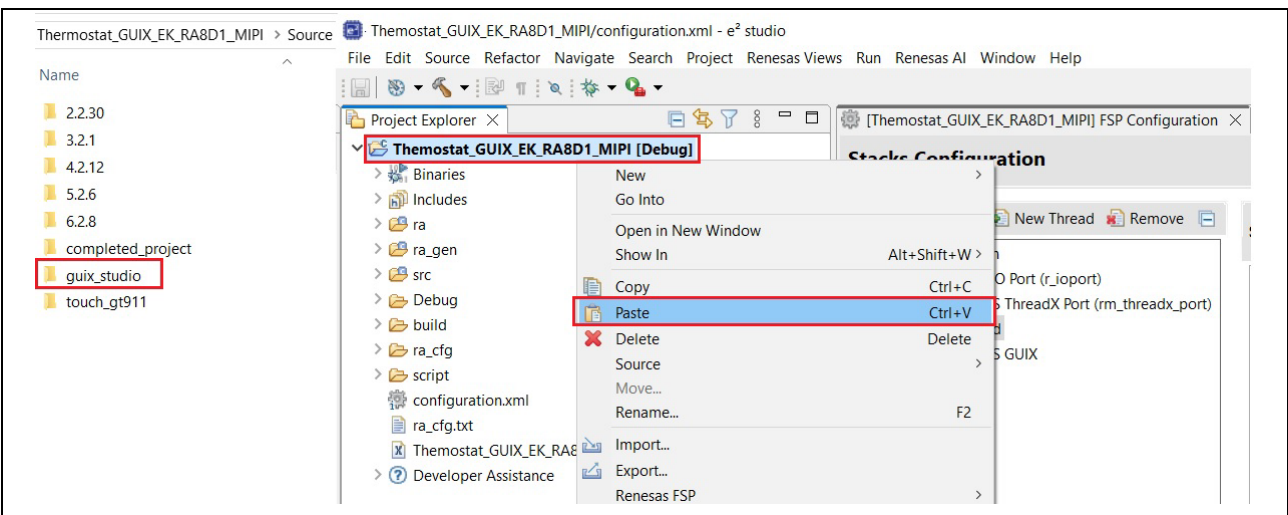 Thermostat_GUIX_EK_RA8D1_MIPI > Source
Name
2.2.30
3.2.1
4.2.12
5.2.6
6.2.8
completed_project
guix_studio
touch_gt911
Themostat_GUIX_EK_RA8D1_MIPI/configuration.xml - e² studio
File Edit Source Refactor Navigate Search Project Renesas Views Run Renesas AI Window Help
Project Explorer
[Themostat_GUIX_EK_RA8D1_MIPI] FSP Configuration
Themostat_GUIX_EK_RA8D1_MIPI [Debug]
Binaries
Includes
ra
ra_gen
src
Debug
build
ra_cfg
script
configuration.xml
ra_cfg.txt
Themostat_GUIX_EK_RA8
Developer Assistance
New >
Go Into
Open in New Window
Show In Alt+Shift+W >
Copy Ctrl+C
Paste Ctrl+V
Delete Delete
Source >
Move...
Rename... F2
Import...
Export...
Renesas FSP >
Stacks Configuration
New Thread Remove
O Port (r_ioport)
S ThreadX Port (rm_threadx_port)
S GUIX